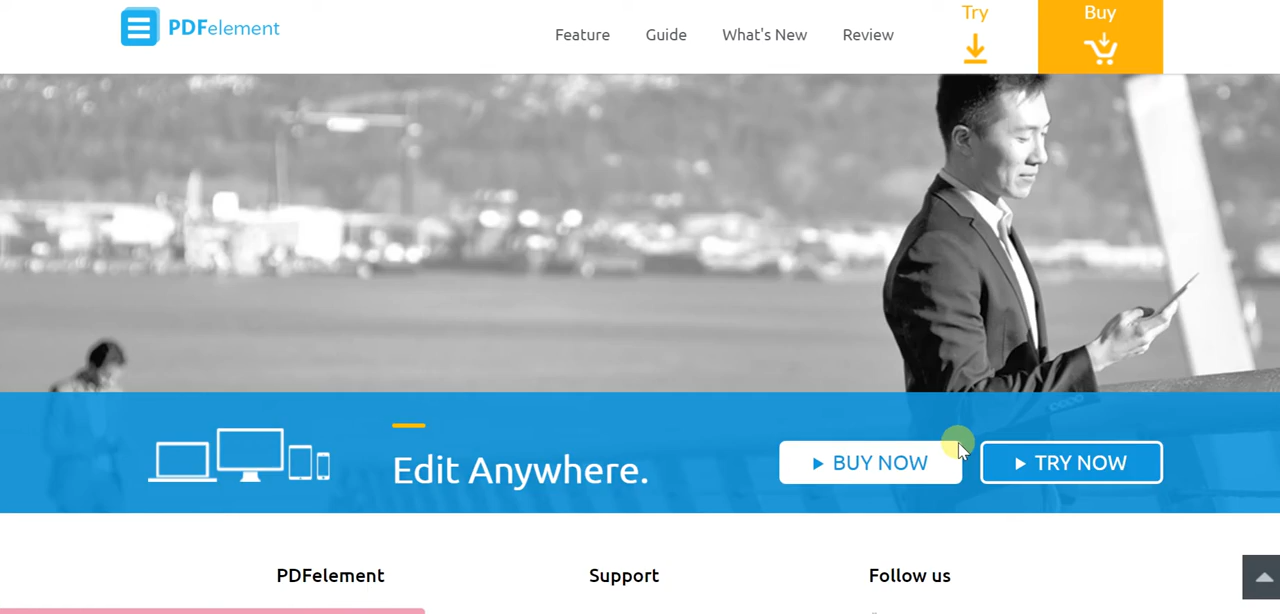 PDFelement
Feature
Guide
What's New
Review
Try
Buy
Edit Anywhere.
BUY NOW
TRY NOW
PDFelement
Support
Follow us